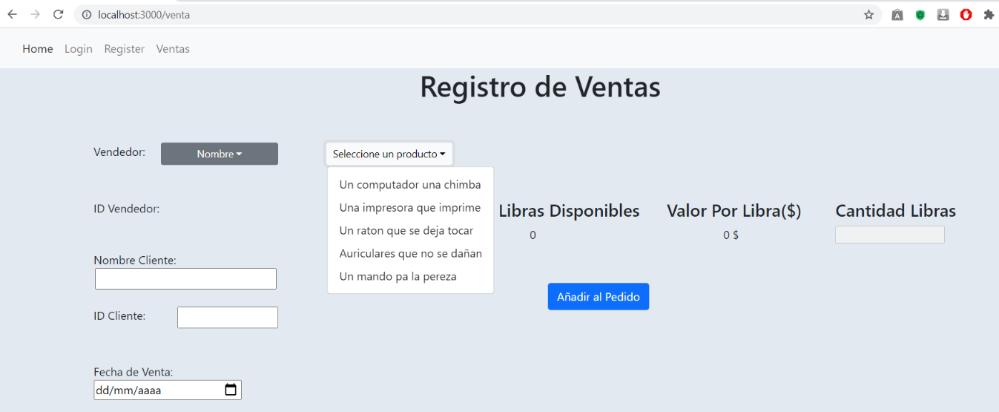 localhost:3000/venta
Home Login Register Ventas
Registro de Ventas
Vendedor: Nombre Seleccione un producto
Un computador una chimba
Una impresora que imprime
Un raton que se deja tocar
Auriculares que no se dañan
Un mando pa la pereza
ID Vendedor: Libras Disponibles Valor Por Libra($) Cantidad Libras
0 0 $
Nombre Cliente:
Añadir al Pedido
ID Cliente:
Fecha de Venta:
dd/mm/aaaa